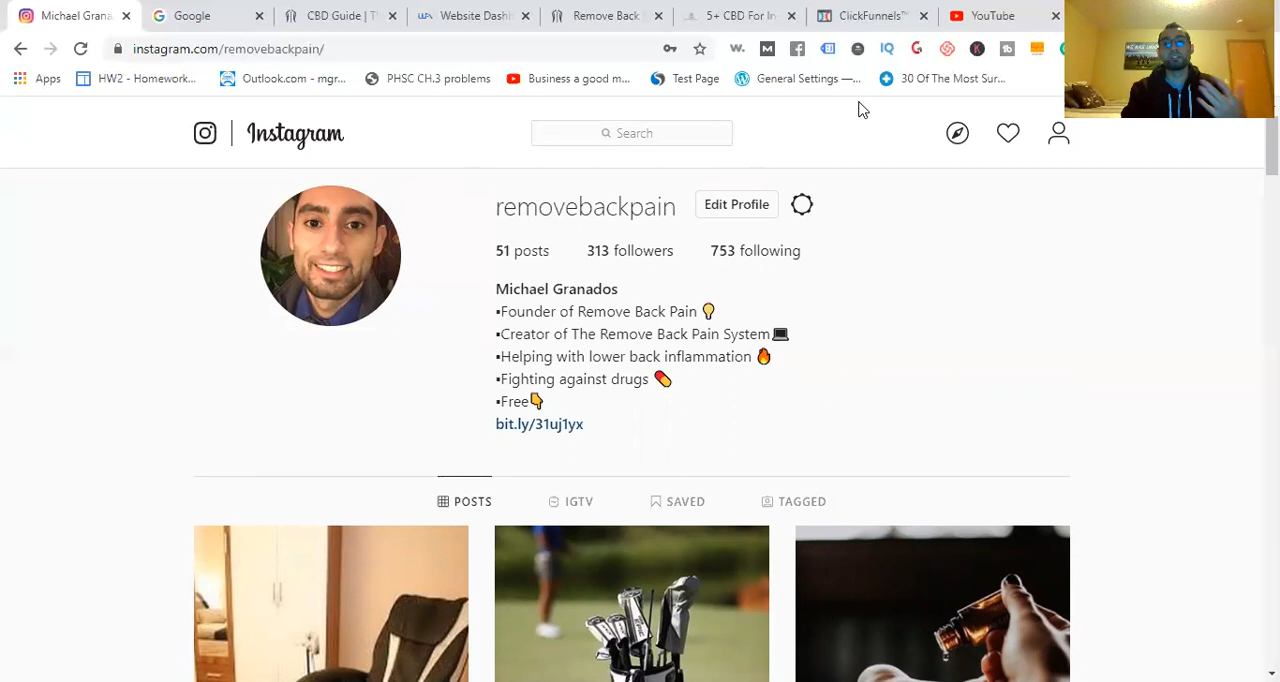 Michael Grana
Google
CBD Guide | T
Website Dash
Remove Back
5+ CBD For In
ClickFunnels™
YouTube
instagram.com/removebackpain/
Apps
HW2 - Homework...
Outlook.com - mgr...
PHSC CH.3 problems
Business a good m...
Test Page
General Settings —...
30 Of The Most Sur...
Instagram
Search
removebackpain
Edit Profile
51 posts
313 followers
753 following
Michael Granados
▪Founder of Remove Back Pain 💡
▪Creator of The Remove Back Pain System💻
▪Helping with lower back inflammation 🔥
▪Fighting against drugs 💊
▪Free👇
bit.ly/31uj1yx
POSTS
IGTV
SAVED
TAGGED